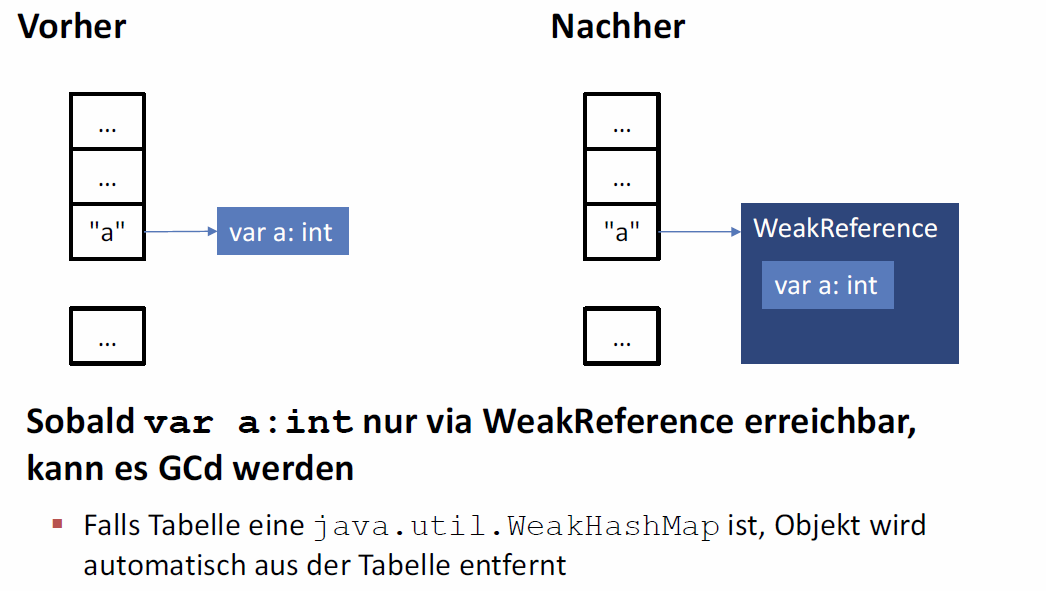 Vorher
Nachher
...
...
"a"
var a: int
...
...
...
"a"
WeakReference
var a: int
...
Sobald var a:int nur via WeakReference erreichbar,
kann es GCd werden
▪ Falls Tabelle eine java.util.WeakHashMap ist, Objekt wird
automatisch aus der Tabelle entfernt